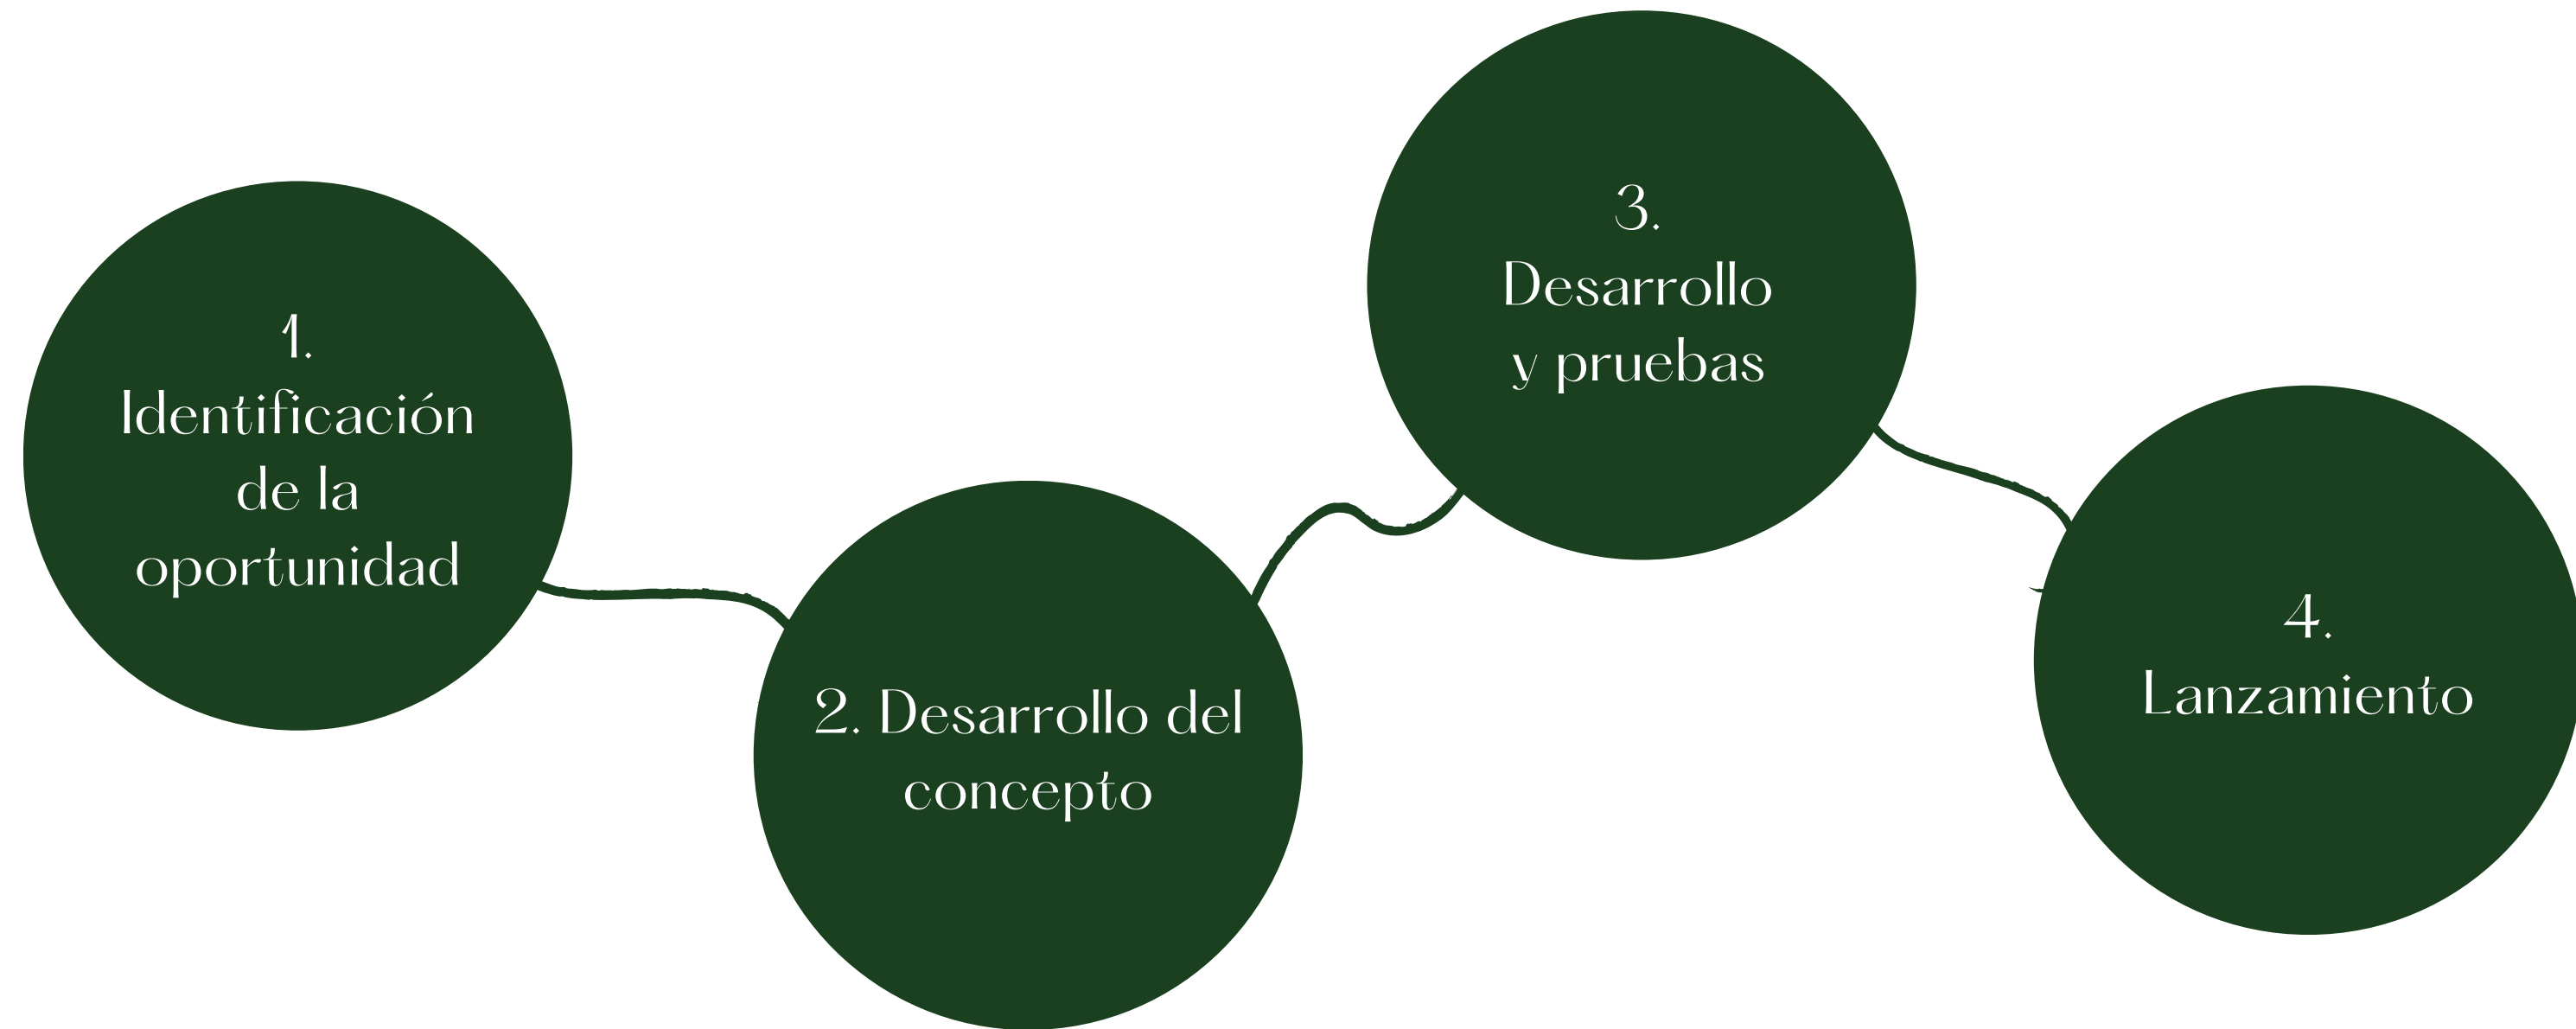 1.
Identificación
de la
oportunidad
2. Desarrollo del
concepto
3.
Desarrollo
y pruebas
4.
Lanzamiento